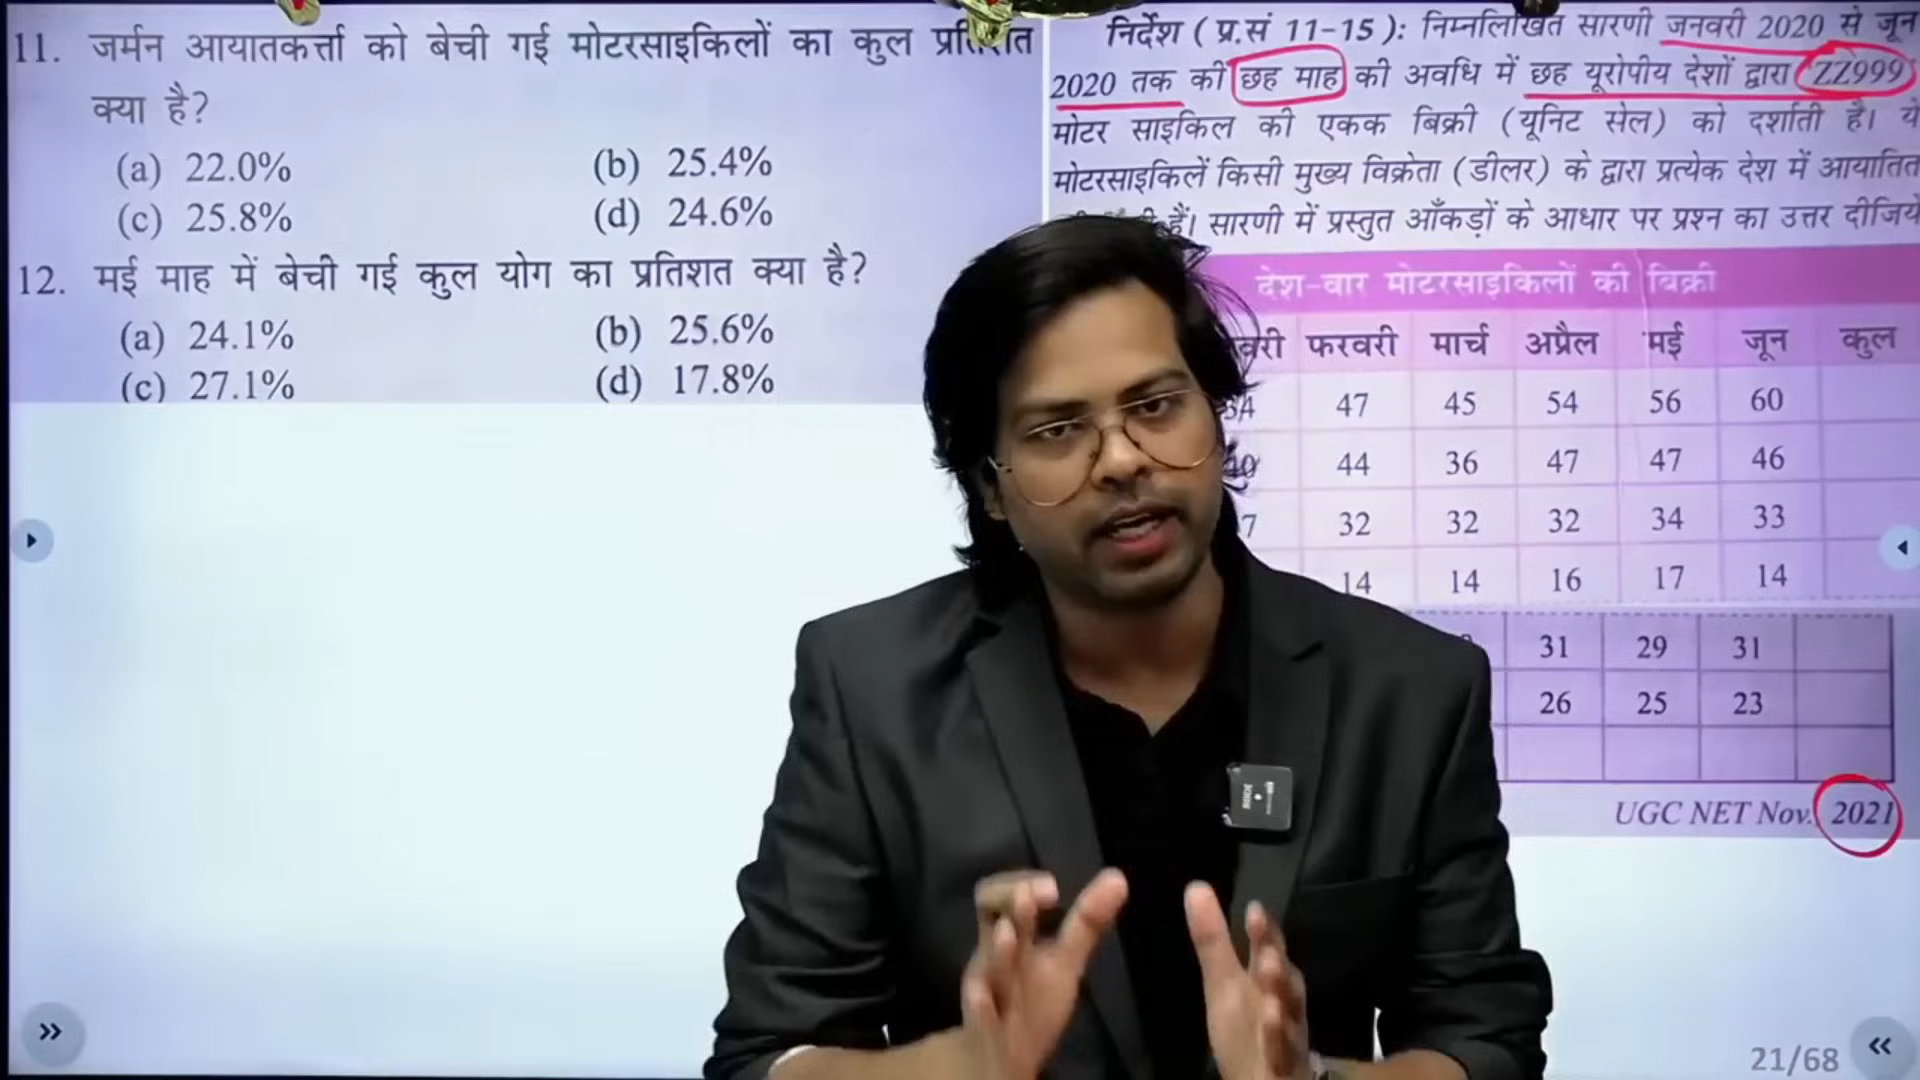 11. जर्मन आयातकर्त्ता को बेची गई मोटरसाइकिलों का कुल प्रतिशत
क्या है?
(a) 22.0% (b) 25.4%
(c) 25.8% (d) 24.6%
12. मई माह में बेची गई कुल योग का प्रतिशत क्या है?
(a) 24.1% (b) 25.6%
(c) 27.1% (d) 17.8%
निर्देश ( प्र.सं 11-15 ): निम्नलिखित सारणी जनवरी 2020 से जून
2020 तक की छह माह की अवधि में छह यूरोपीय देशों द्वारा ZZ999
मोटर साइकिल की एकक बिक्री (यूनिट सेल) को दर्शाती है। ये
मोटरसाइकिलें किसी मुख्य विक्रेता (डीलर) के द्वारा प्रत्येक देश में आयातित
हैं। सारणी में प्रस्तुत आँकड़ों के आधार पर प्रश्न का उत्तर दीजिये
देश-वार मोटरसाइकिलों की बिक्री
फरवरी मार्च अप्रैल मई जून कुल
34 47 45 54 56 60
40 44 36 47 47 46
7 32 32 32 34 33
14 14 16 17 14
31 29 31
26 25 23
UGC NET Nov. 2021
21/68